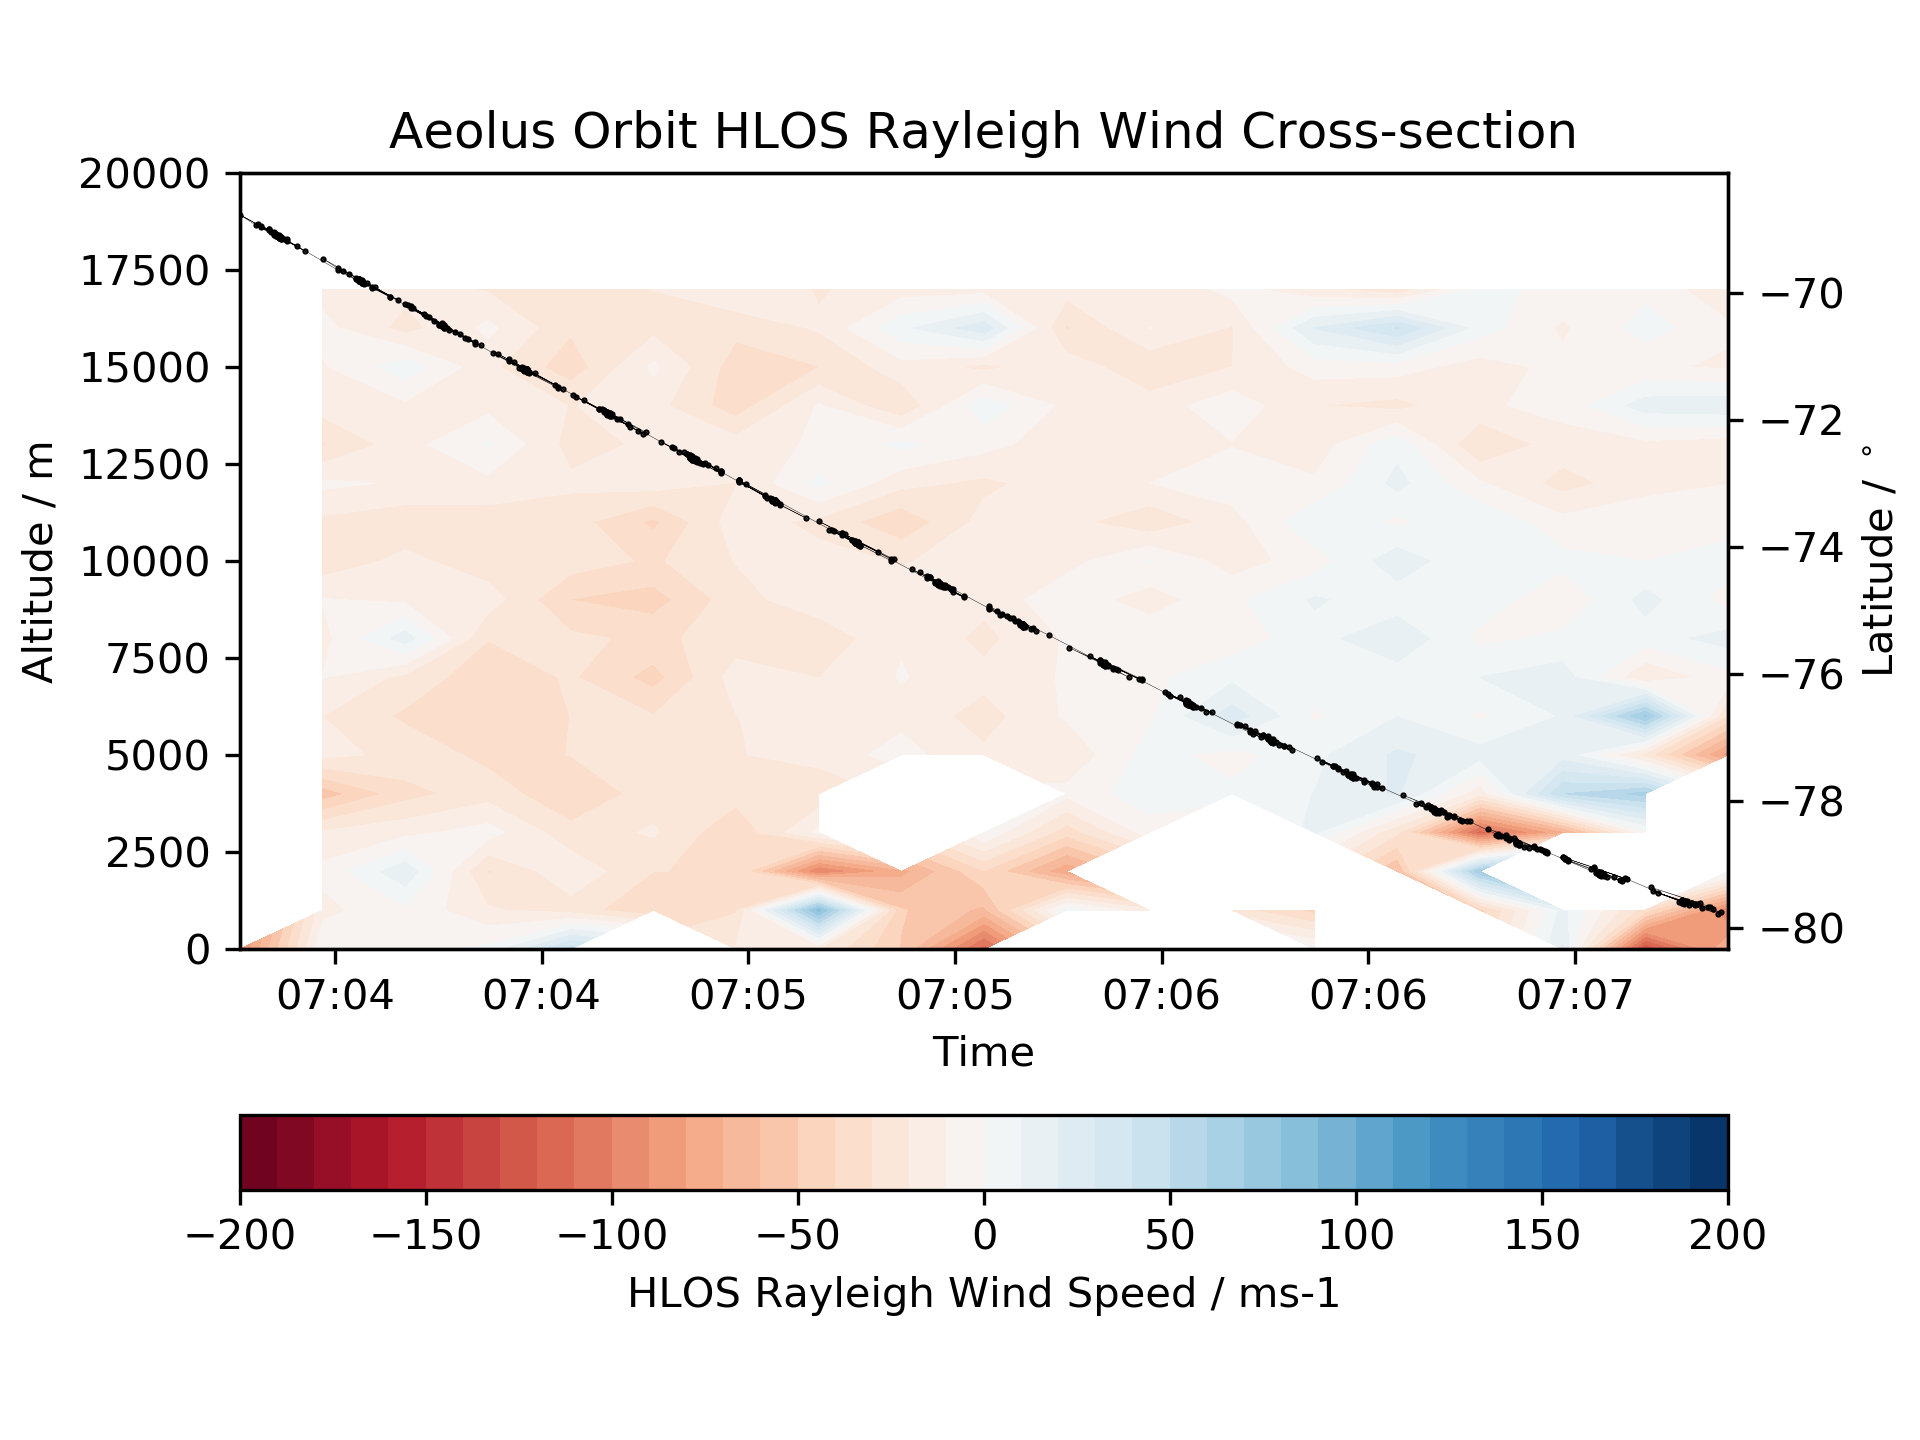 Aeolus Orbit HLOS Rayleigh Wind Cross-section
20000
17500
15000
12500
10000
7500
5000
2500
0
Altitude / m
−70
−72
−74
−76
−78
−80
Latitude / °
07:04 07:04 07:05 07:05 07:06 07:06 07:07
Time
−200 −150 −100 −50 0 50 100 150 200
HLOS Rayleigh Wind Speed / ms-1